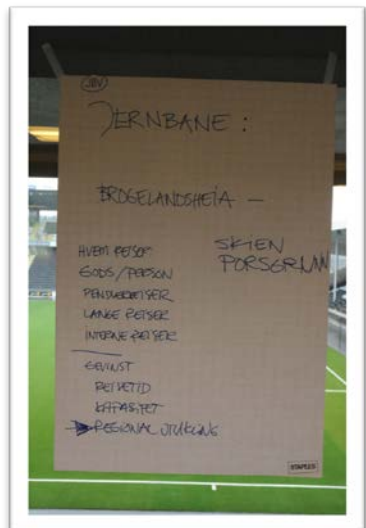 JBV
JERNBANE :
BROGELANDSHEIA —
SKIEN
PORSGRUNN
HVEM REISER
GODS/PERSON
PENDLERREISER
LANGE REISER
INTERNE REISER
GEVINST
REISETID
KAPASITET
REGIONAL UTVIKLING
STAPLES